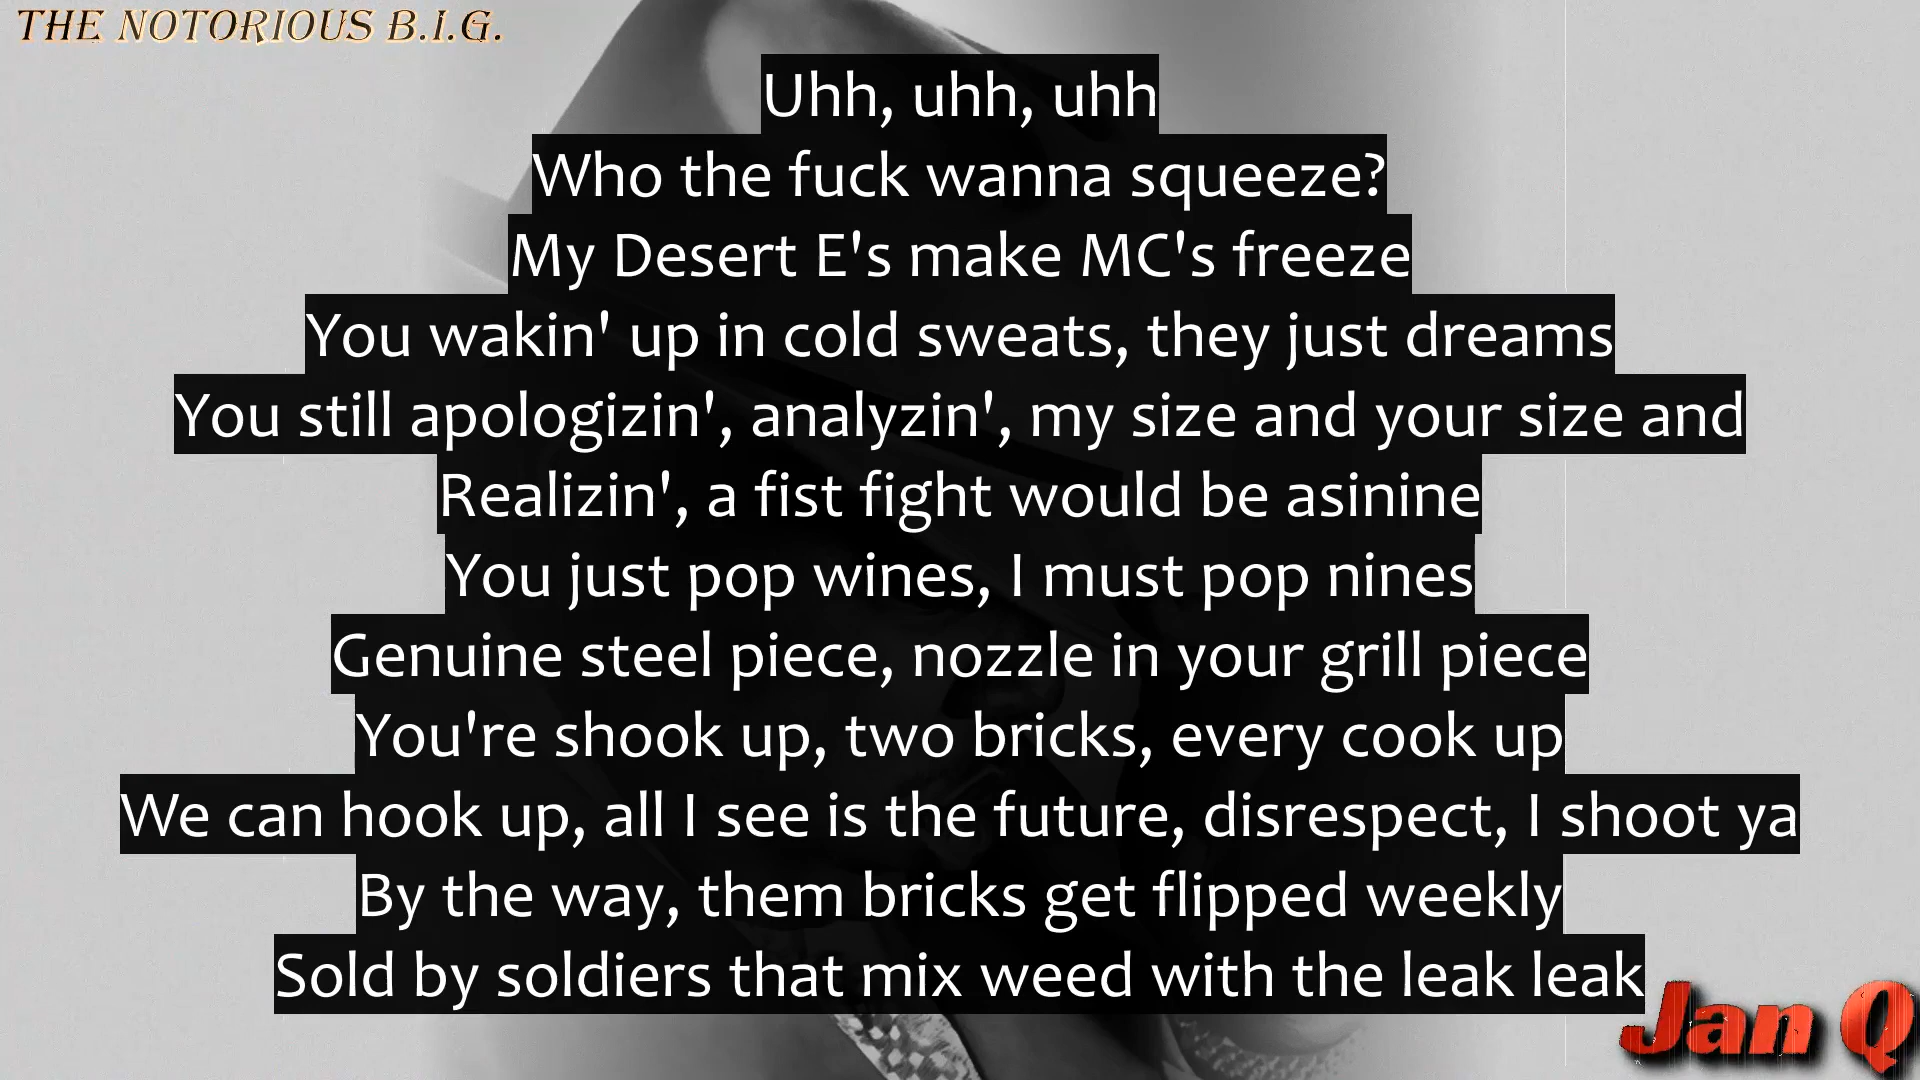 THE NOTORIOUS B.I.G.
Uhh, uhh, uhh
Who the fuck wanna squeeze?
My Desert E's make MC's freeze
You wakin' up in cold sweats, they just dreams
You still apologizin', analyzin', my size and your size and
Realizin', a fist fight would be asinine
You just pop wines, I must pop nines
Genuine steel piece, nozzle in your grill piece
You're shook up, two bricks, every cook up
We can hook up, all I see is the future, disrespect, I shoot ya
By the way, them bricks get flipped weekly
Sold by soldiers that mix weed with the leak leak
Jan Q